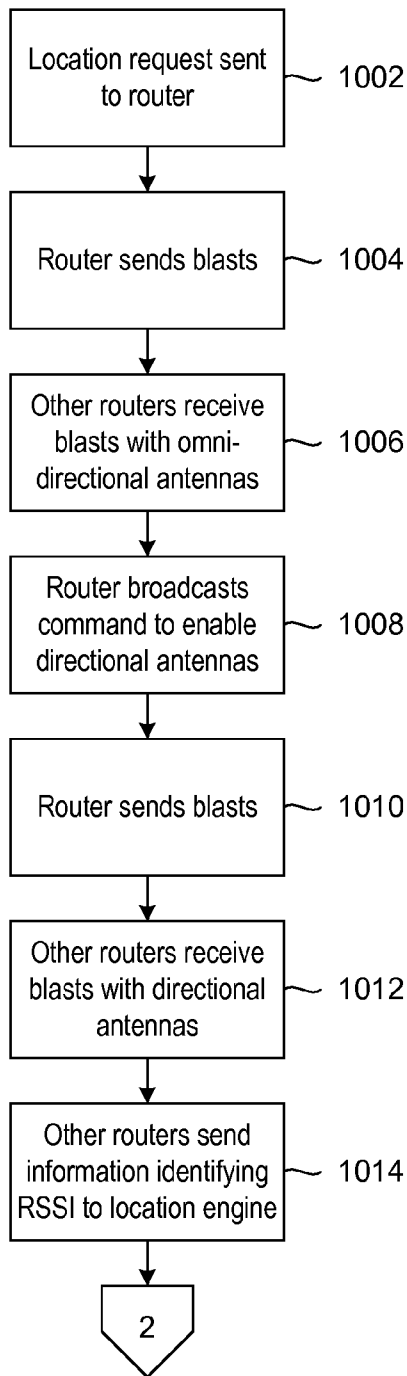 Location request sent
to router
1002
Router sends blasts
1004
Other routers receive
blasts with omni-
directional antennas
1006
Router broadcasts
command to enable
directional antennas
1008
Router sends blasts
1010
Other routers receive
blasts with directional
antennas
1012
Other routers send
information identifying
RSSI to location engine
1014
2